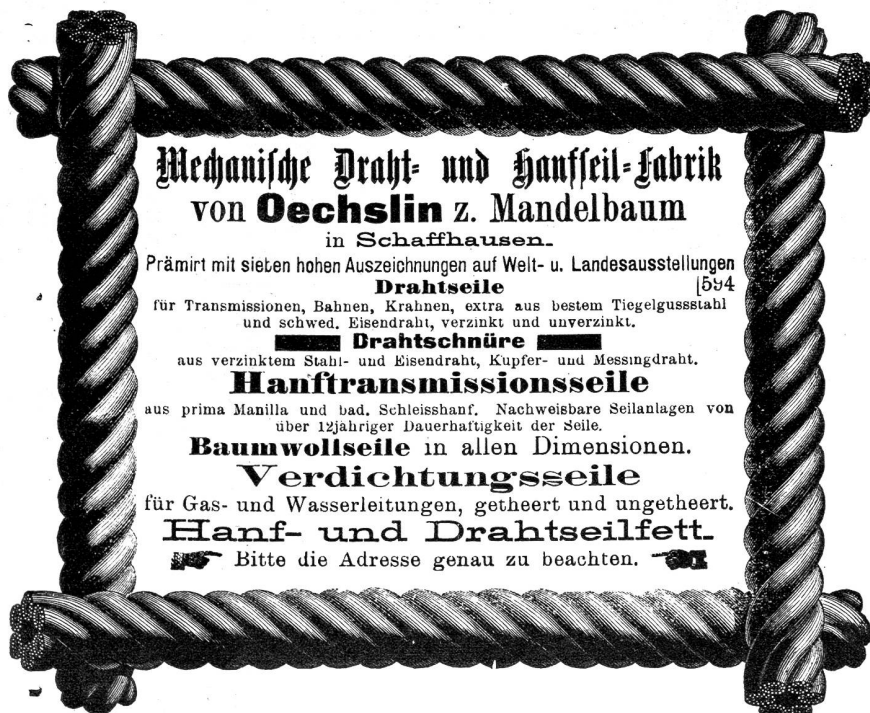 Mechanische Draht- und Hanfseil-Fabrik
von Oechslin z. Mandelbaum
in Schaffhausen.
Prämirt mit sieben hohen Auszeichnungen auf Welt- u. Landesausstellungen
Drahtseile [594
für Transmissionen, Bahnen, Krahnen, extra aus bestem Tiegelgussstahl
und schwed. Eisendraht, verzinkt und unverzinkt.
Drahtschnüre
aus verzinktem Stahl- und Eisendraht, Kupfer- und Messingdraht.
Hanftransmissionsseile
aus prima Manilla und bad. Schleisshanf. Nachweisbare Seilanlagen von
über 12jähriger Dauerhaftigkeit der Seile.
Baumwollseile in allen Dimensionen.
Verdichtungsseile
für Gas- und Wasserleitungen, getheert und ungetheert.
Hanf- und Drahtseilfett.
Bitte die Adresse genau zu beachten.